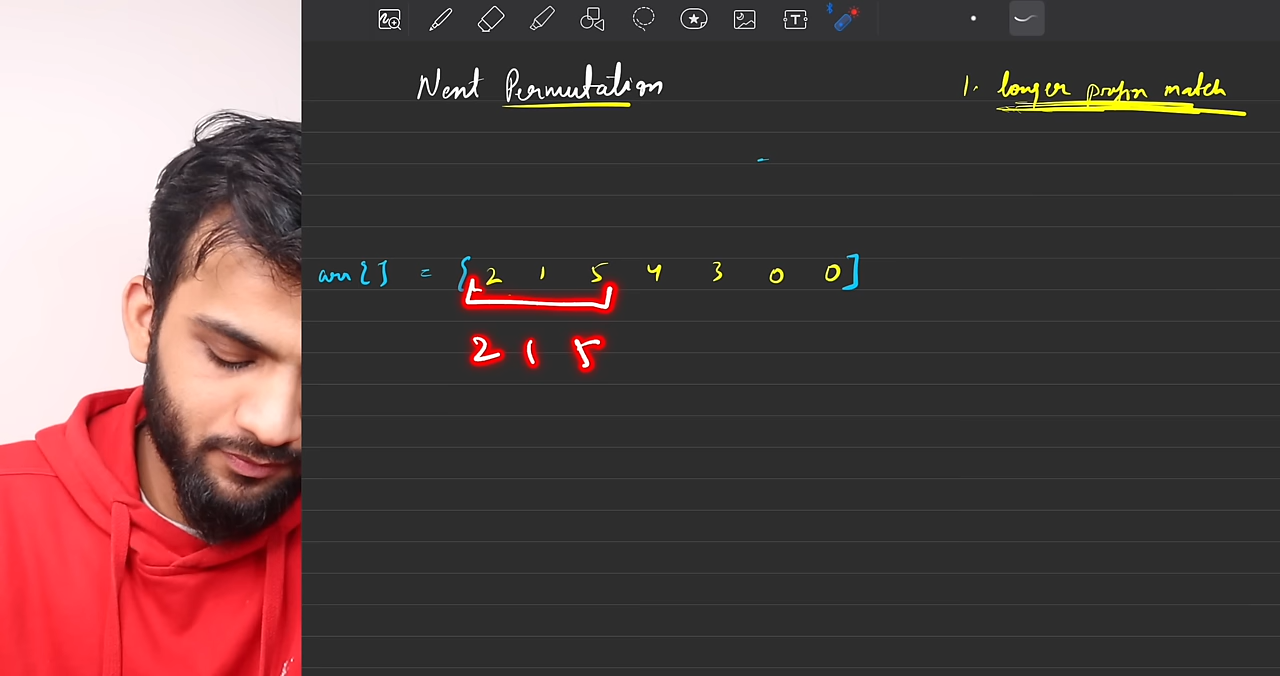 Next Permutation
1. longer prefix match
arr[] = [2 1 5 4 3 0 0]
2 1 5